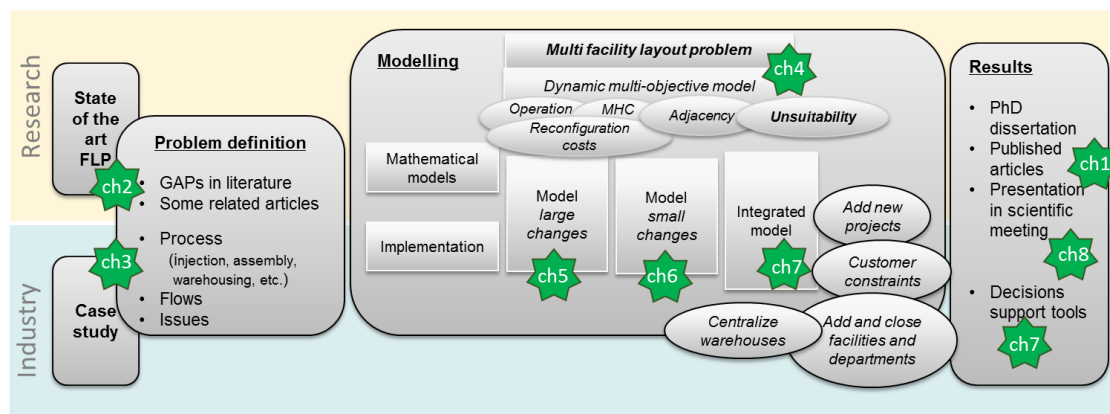 Research
Industry
State
of the
art
FLP
ch2
ch3
Case
study
Problem definition
• GAPs in literature
• Some related articles
• Process
(injection, assembly,
warehousing, etc.)
• Flows
• Issues
Modelling
Multi facility layout problem
ch4
Dynamic multi-objective model
Operation
MHC
Adjacency
Unsuitability
Reconfiguration
costs
Mathematical
models
Implementation
Model
large
changes
ch5
Model
small
changes
ch6
Integrated
model
ch7
Add new
projects
Customer
constraints
Centralize
warehouses
Add and close
facilities and
departments
Results
• PhD
dissertation
• Published
articles
ch1
• Presentation
in scientific
meeting
ch8
• Decisions
support tools
ch7